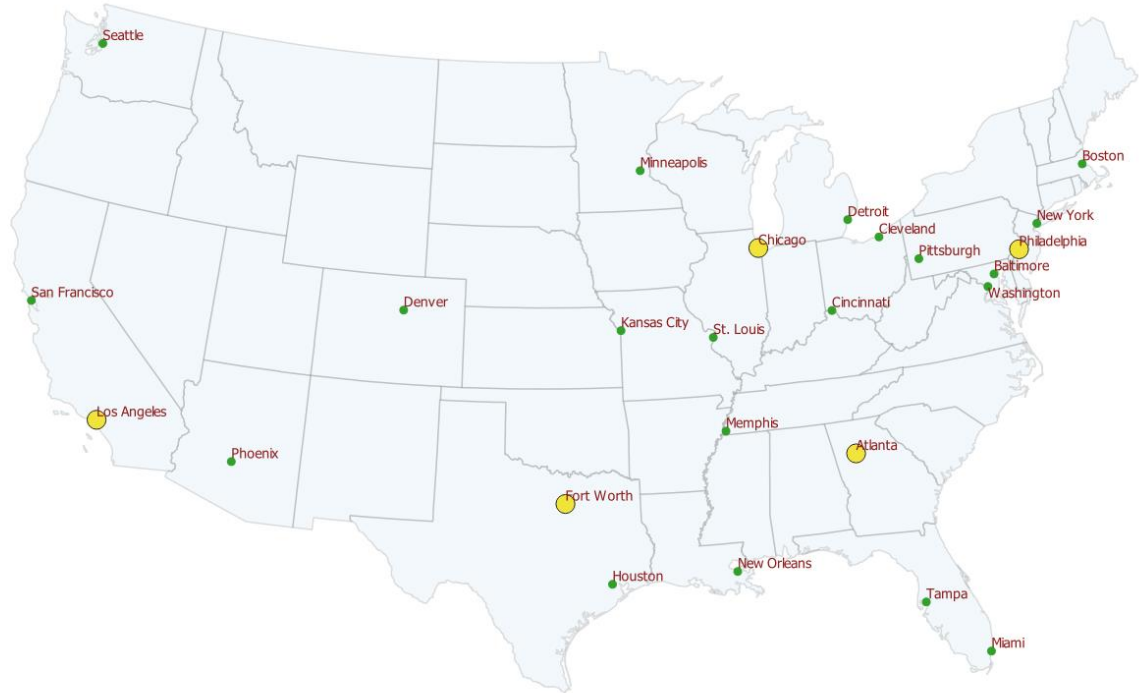 Seattle
Boston
Minneapolis
Detroit
New York
Cleveland
Chicago
Philadelphia
Pittsburgh
Baltimore
San Francisco
Washington
Denver
Cincinnati
Kansas City
St. Louis
Los Angeles
Memphis
Atlanta
Phoenix
Fort Worth
New Orleans
Houston
Tampa
Miami